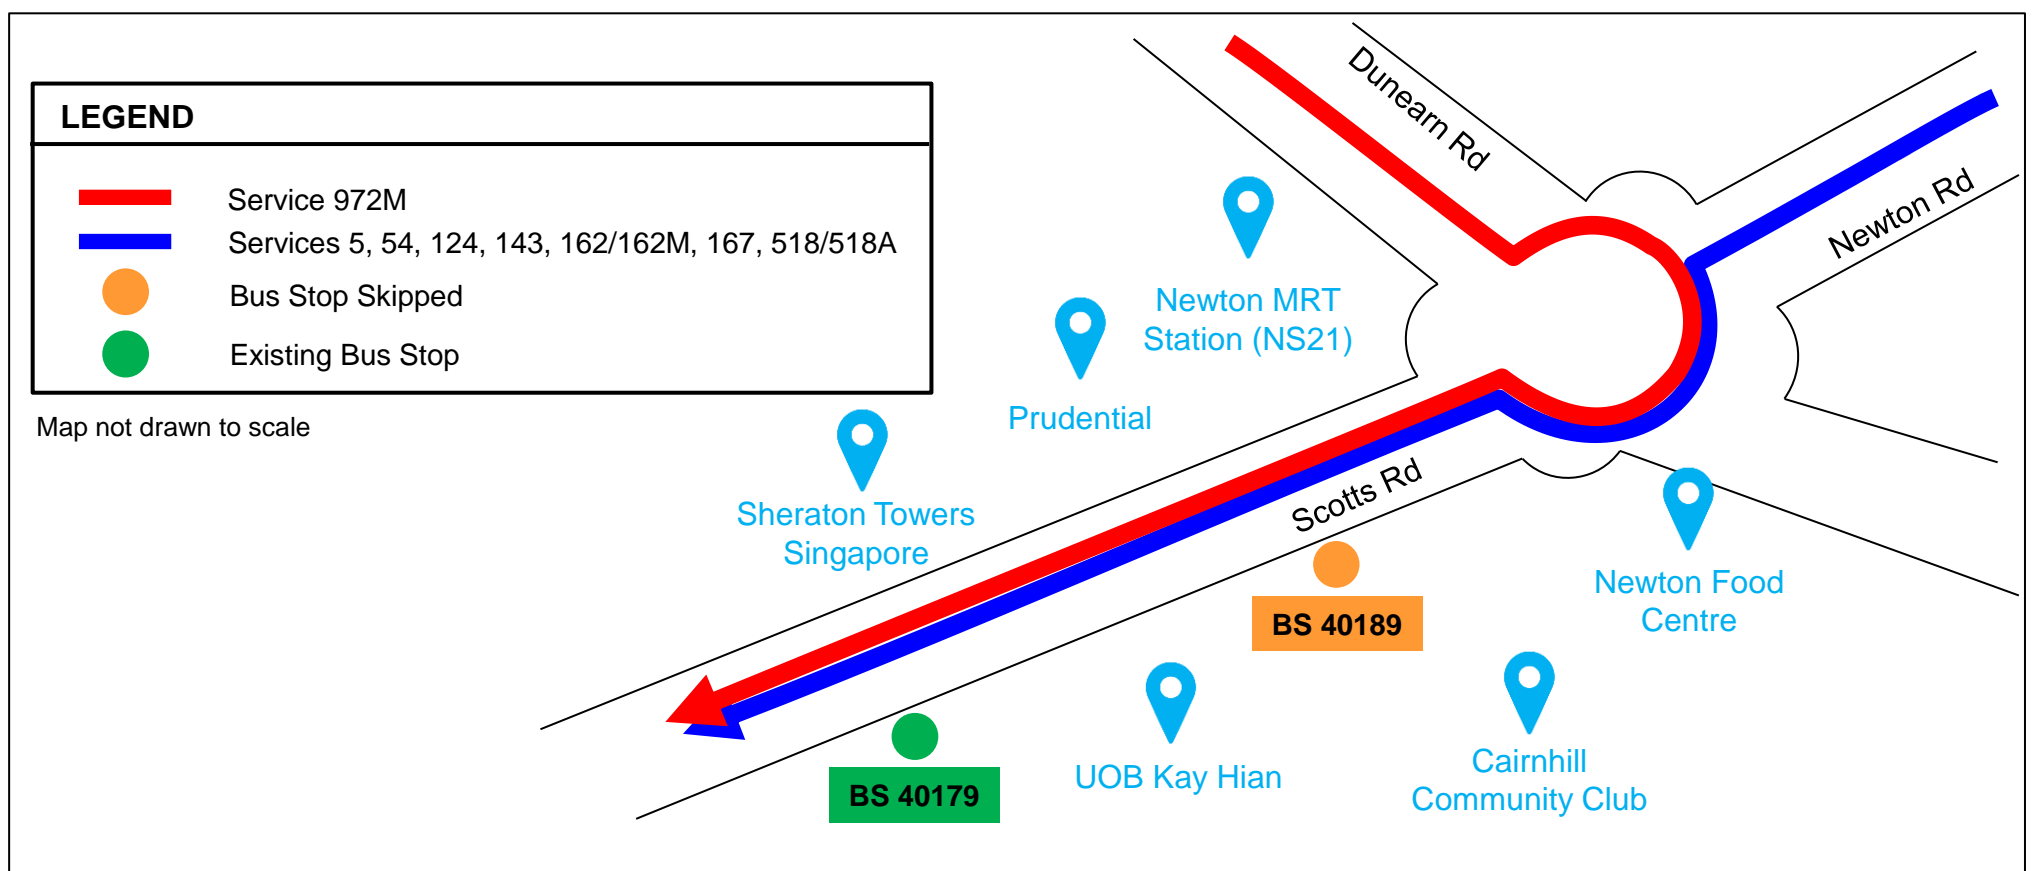 LEGEND
Service 972M
Services 5, 54, 124, 143, 162/162M, 167, 518/518A
Bus Stop Skipped
Existing Bus Stop
Map not drawn to scale
Dunearn Rd
Newton Rd
Newton MRT
Station (NS21)
Prudential
Sheraton Towers
Singapore
Scotts Rd
BS 40189
Newton Food
Centre
BS 40179
UOB Kay Hian
Cairnhill
Community Club